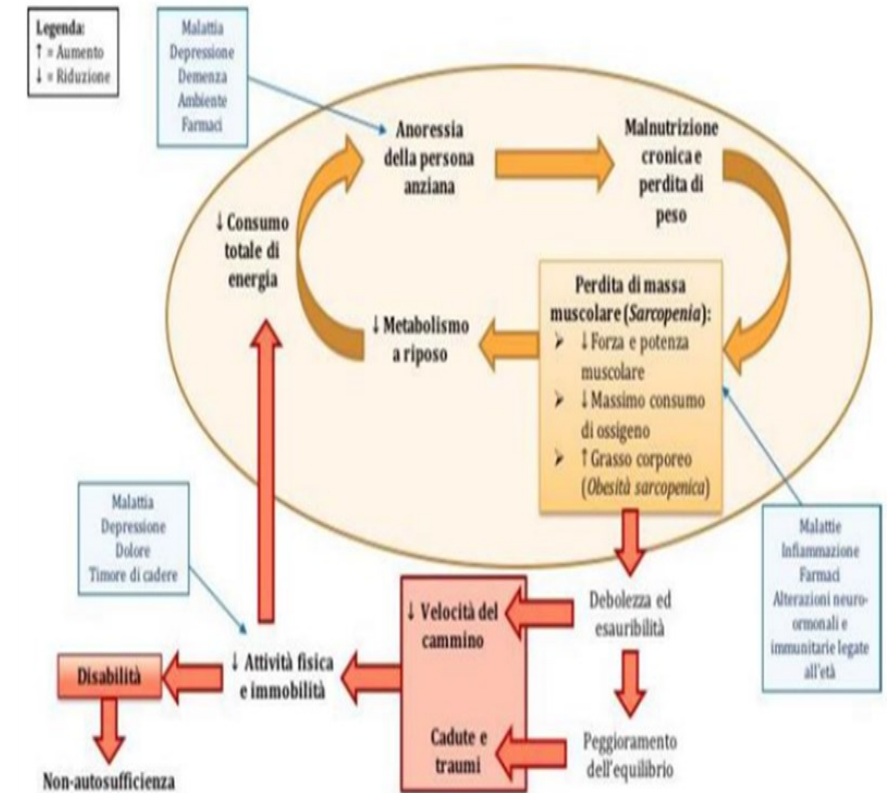 Legenda:
↑ = Aumento
↓ = Riduzione
Malattia
Depressione
Demenza
Ambiente
Farmaci
Anoressia
della persona
anziana
Malnutrizione
cronica e
perdita di
peso
↓ Consumo
totale di
energia
↓ Metabolismo
a riposo
Perdita di massa
muscolare (Sarcopenia):
➤ ↓ Forza e potenza
muscolare
➤ ↓ Massimo consumo
di ossigeno
➤ ↑ Grasso corporeo
(Obesità sarcopenica)
Malattia
Depressione
Dolore
Timore di cadere
Malattie
Infiammazione
Farmaci
Alterazioni neuro-
ormonali e
immunitarie legate
all'età
Debolezza ed
esauribilità
↓ Velocità del
cammino
↓ Attività fisica
e immobilità
Disabilità
Cadute e
traumi
Peggioramento
dell'equilibrio
Non-autosufficienza